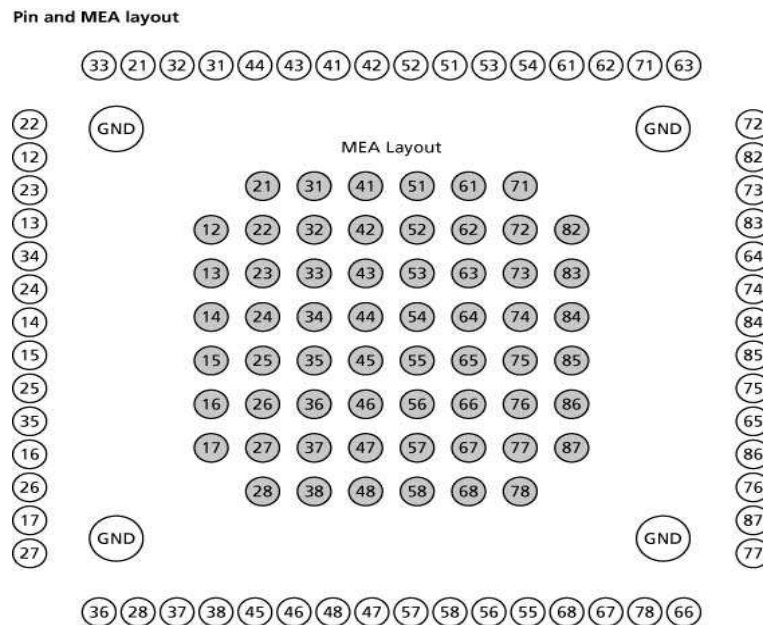 Pin and MEA layout
33 21 32 31 44 43 41 42 52 51 53 54 61 62 71 63
22 GND GND 72
12 MEA Layout 82
23 21 31 41 51 61 71 73
13 12 22 32 42 52 62 72 82 83
34 13 23 33 43 53 63 73 83 64
24 74
14 14 24 34 44 54 64 74 84 84
15 15 25 35 45 55 65 75 85 85
25 75
35 16 26 36 46 56 66 76 86 65
16 17 27 37 47 57 67 77 87 86
26 28 38 48 58 68 78 76
17 GND GND 87
27 77
36 28 37 38 45 46 48 47 57 58 56 55 68 67 78 66